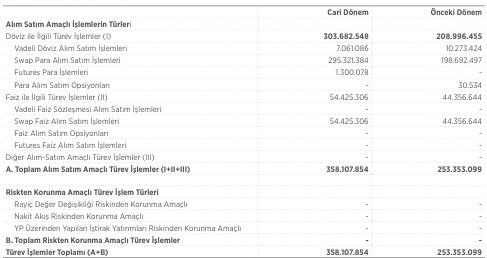 Cari Dönem Önceki Dönem
Alım Satım Amaçlı İşlemlerin Türleri
Döviz ile İlgili Türev İşlemler (I) 303.682.548 208.996.455
Vadeli Döviz Alım Satım İşlemleri 7.061.086 10.273.424
Swap Para Alım Satım İşlemleri 295.321.384 198.692.497
Futures Para İşlemleri 1.300.078 -
Para Alım Satım Opsiyonları - 30.534
Faiz ile İlgili Türev İşlemler (II) 54.425.306 44.356.644
Vadeli Faiz Sözleşmesi Alım Satım İşlemleri - -
Swap Faiz Alım Satım İşlemleri 54.425.306 44.356.644
Faiz Alım Satım Opsiyonları - -
Futures Faiz Alım Satım İşlemleri - -
Diğer Alım-Satım Amaçlı Türev İşlemler (III) - -
A. Toplam Alım Satım Amaçlı Türev İşlemler (I+II+III) 358.107.854 253.353.099
Riskten Korunma Amaçlı Türev İşlem Türleri
Rayiç Değer Değişikliği Riskinden Korunma Amaçlı - -
Nakit Akış Riskinden Korunma Amaçlı - -
YP Üzerinden Yapılan İştirak Yatırımları Riskinden Korunma Amaçlı - -
B. Toplam Riskten Korunma Amaçlı Türev İşlemler - -
Türev İşlemler Toplamı (A+B) 358.107.854 253.353.099